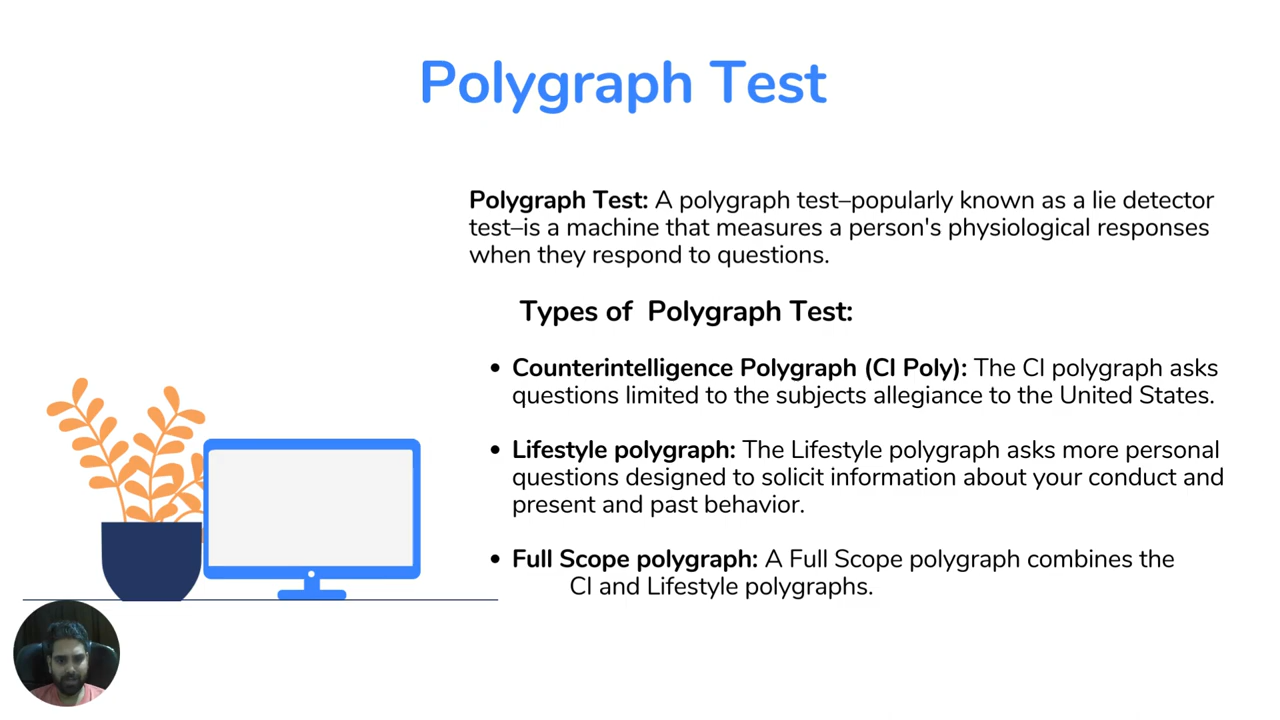 Polygraph Test
Polygraph Test: A polygraph test–popularly known as a lie detector
test–is a machine that measures a person's physiological responses
when they respond to questions.
Types of  Polygraph Test:
• Counterintelligence Polygraph (CI Poly): The CI polygraph asks
questions limited to the subjects allegiance to the United States.
• Lifestyle polygraph: The Lifestyle polygraph asks more personal
questions designed to solicit information about your conduct and
present and past behavior.
• Full Scope polygraph: A Full Scope polygraph combines the
CI and Lifestyle polygraphs.